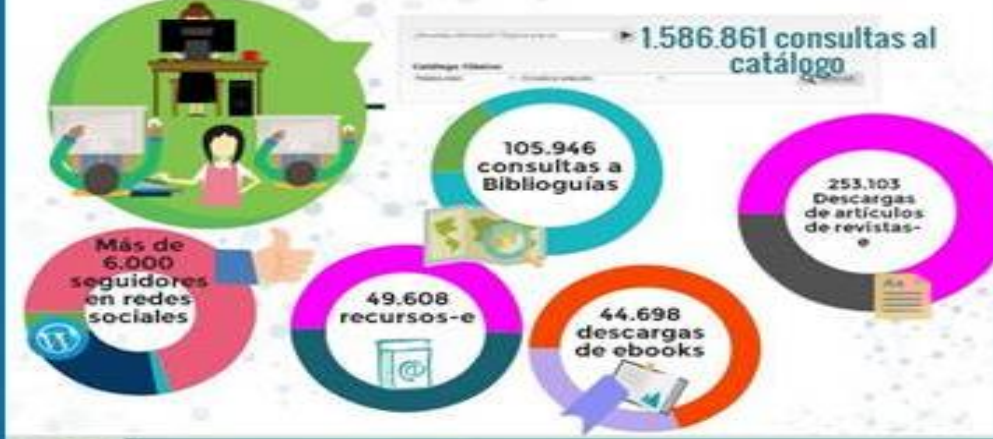 1.586.861 consultas al
catálogo
105.946
consultas a
Biblioguías
253.103
Descargas
de artículos
de revistas-
e
Más de
6.000
seguidores
en redes
sociales
49.608
recursos-e
@
44.698
descargas
de ebooks